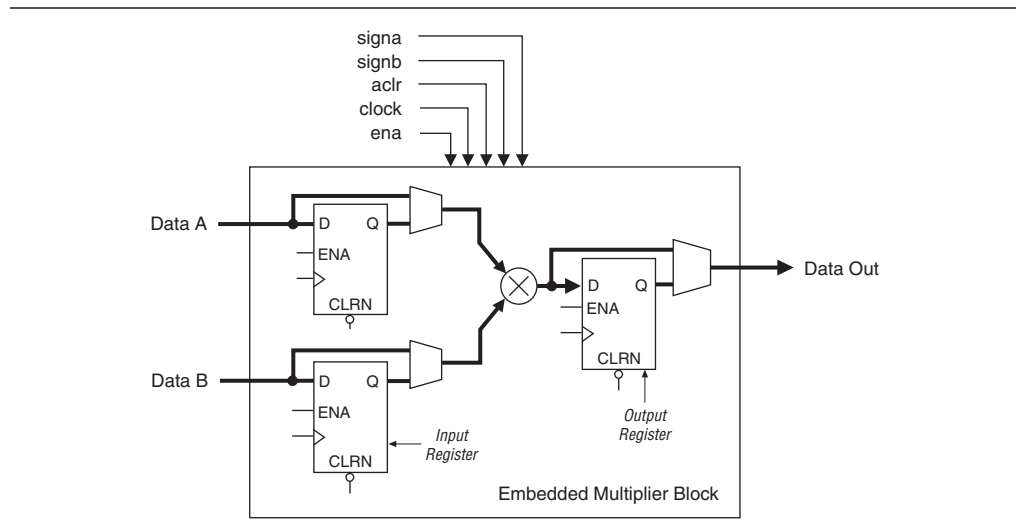 signa
signb
aclr
clock
ena
Data A
D Q
ENA
CLRN
Data Out
D Q
ENA
CLRN
Data B
D Q
ENA
CLRN
Input
Register
Output
Register
Embedded Multiplier Block